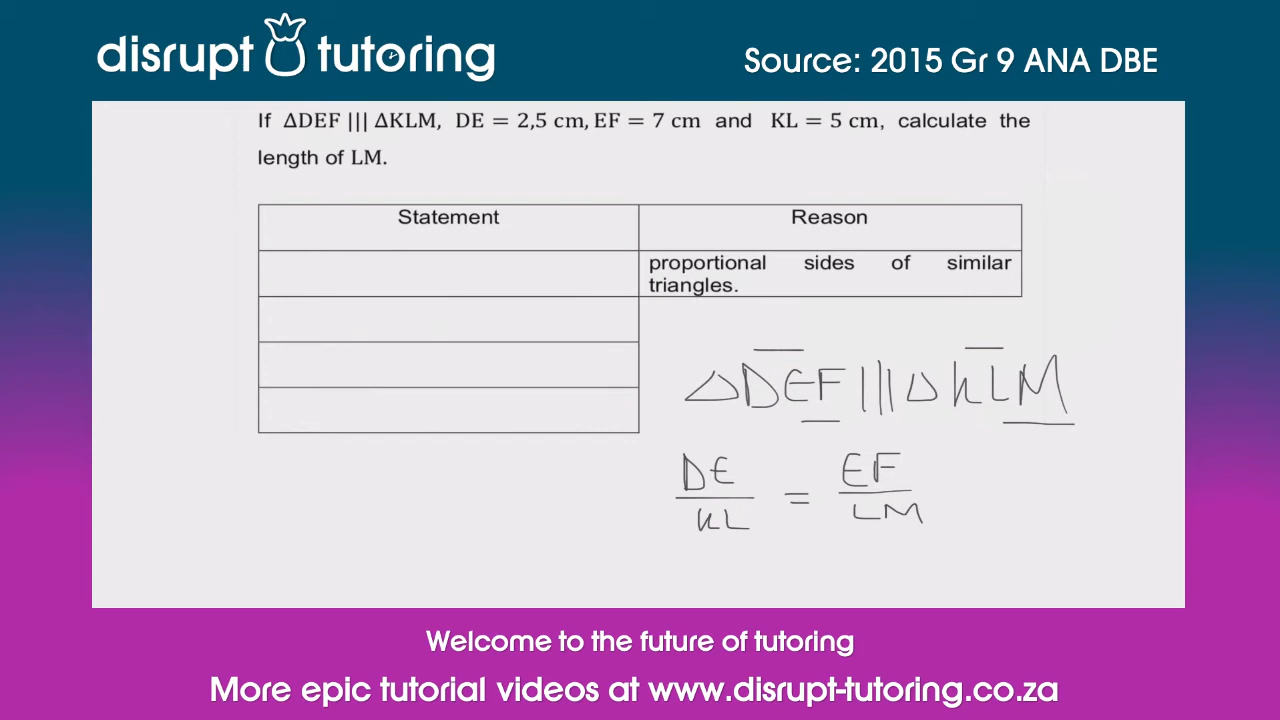 disrupt tutoring
Source: 2015 Gr 9 ANA DBE
If ΔDEF ||| ΔKLM, DE = 2,5 cm, EF = 7 cm and KL = 5 cm, calculate the
length of LM.
Statement Reason
proportional sides of similar
triangles.
ΔDEF ||| ΔKLM
DE EF
=
KL LM
Welcome to the future of tutoring
More epic tutorial videos at www.disrupt-tutoring.co.za